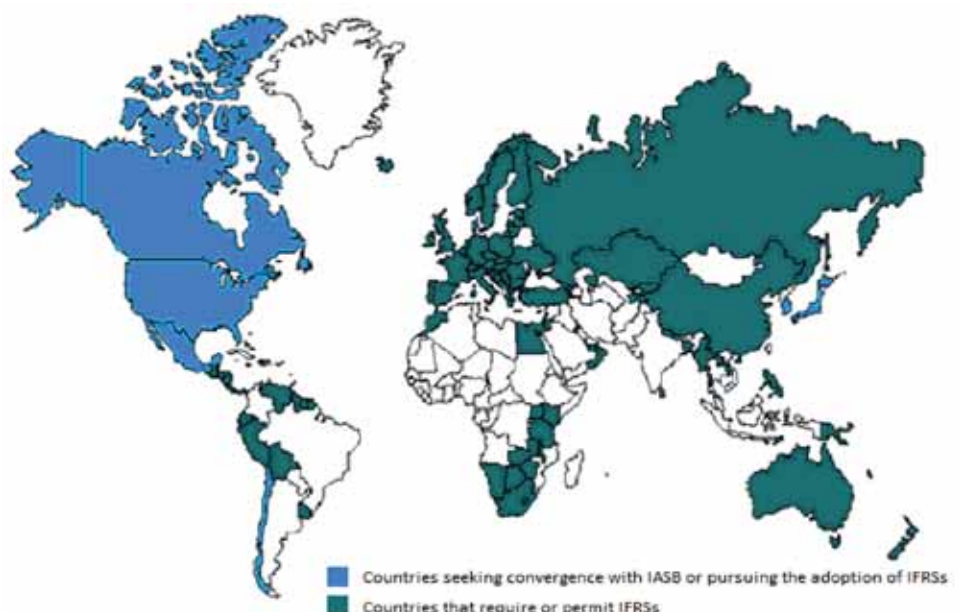 Countries seeking convergence with IASB or pursuing the adoption of IFRSs
Countries that require or permit IFRSs